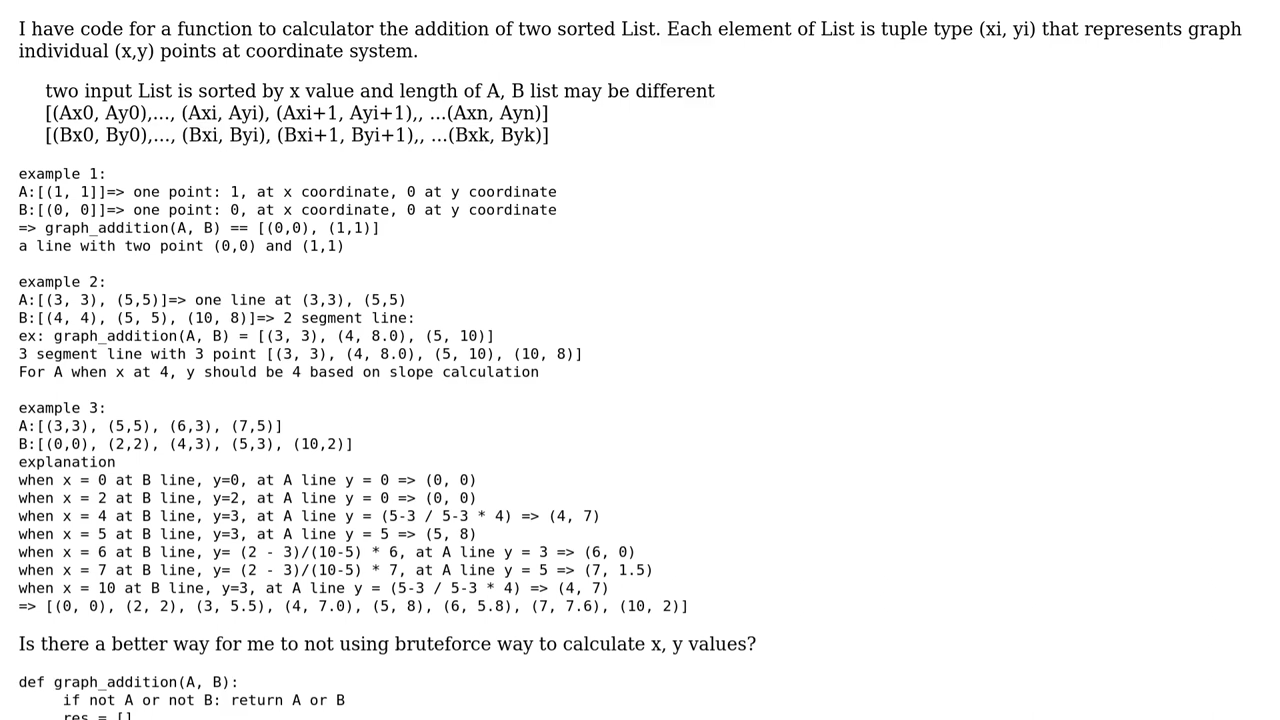 I have code for a function to calculator the addition of two sorted List. Each element of List is tuple type (xi, yi) that represents graph
individual (x,y) points at coordinate system.
two input List is sorted by x value and length of A, B list may be different
[(Ax0, Ay0),..., (Axi, Ayi), (Axi+1, Ayi+1),, ...(Axn, Ayn)]
[(Bx0, By0),..., (Bxi, Byi), (Bxi+1, Byi+1),, ...(Bxk, Byk)]
example 1:
A:[(1, 1]]=> one point: 1, at x coordinate, 0 at y coordinate
B:[(0, 0]]=> one point: 0, at x coordinate, 0 at y coordinate
=> graph_addition(A, B) == [(0,0), (1,1)]
a line with two point (0,0) and (1,1)
example 2:
A:[(3, 3), (5,5)]=> one line at (3,3), (5,5)
B:[(4, 4), (5, 5), (10, 8)]=> 2 segment line:
ex: graph_addition(A, B) = [(3, 3), (4, 8.0), (5, 10)]
3 segment line with 3 point [(3, 3), (4, 8.0), (5, 10), (10, 8)]
For A when x at 4, y should be 4 based on slope calculation
example 3:
A:[(3,3), (5,5), (6,3), (7,5)]
B:[(0,0), (2,2), (4,3), (5,3), (10,2)]
explanation
when x = 0 at B line, y=0, at A line y = 0 => (0, 0)
when x = 2 at B line, y=2, at A line y = 0 => (0, 0)
when x = 4 at B line, y=3, at A line y = (5-3 / 5-3 * 4) => (4, 7)
when x = 5 at B line, y=3, at A line y = 5 => (5, 8)
when x = 6 at B line, y= (2 - 3)/(10-5) * 6, at A line y = 3 => (6, 0)
when x = 7 at B line, y= (2 - 3)/(10-5) * 7, at A line y = 5 => (7, 1.5)
when x = 10 at B line, y=3, at A line y = (5-3 / 5-3 * 4) => (4, 7)
=> [(0, 0), (2, 2), (3, 5.5), (4, 7.0), (5, 8), (6, 5.8), (7, 7.6), (10, 2)]
Is there a better way for me to not using bruteforce way to calculate x, y values?
def graph_addition(A, B):
if not A or not B: return A or B
res = []